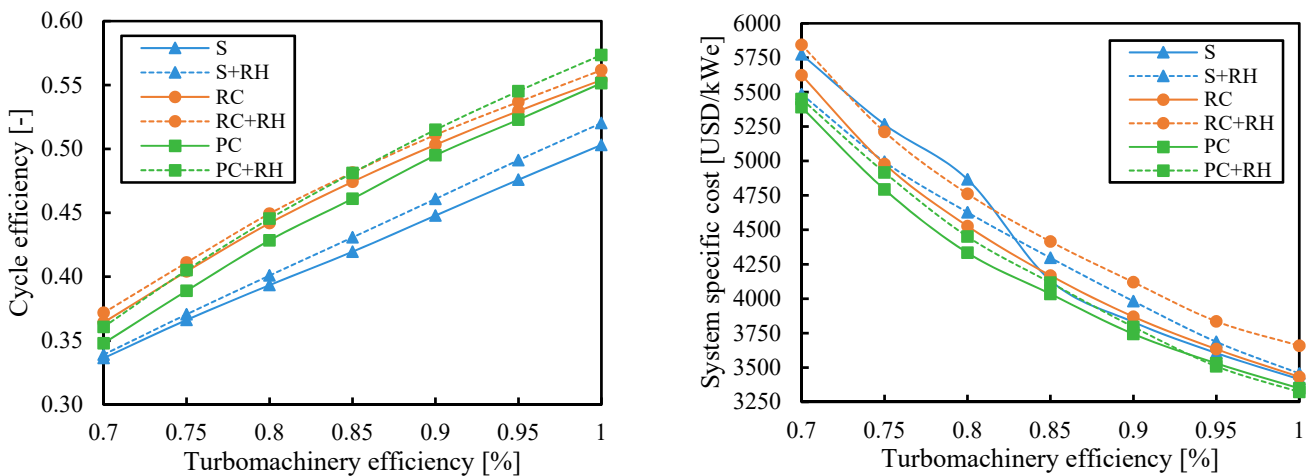 Cycle efficiency [-]
0.60
0.55
0.50
0.45
0.40
0.35
0.30
S
S+RH
RC
RC+RH
PC
PC+RH
0.7 0.75 0.8 0.85 0.9 0.95 1
Turbomachinery efficiency [%]
System specific cost [USD/kWe]
6000
5750
5500
5250
5000
4750
4500
4250
4000
3750
3500
3250
S
S+RH
RC
RC+RH
PC
PC+RH
0.7 0.75 0.8 0.85 0.9 0.95 1
Turbomachinery efficiency [%]